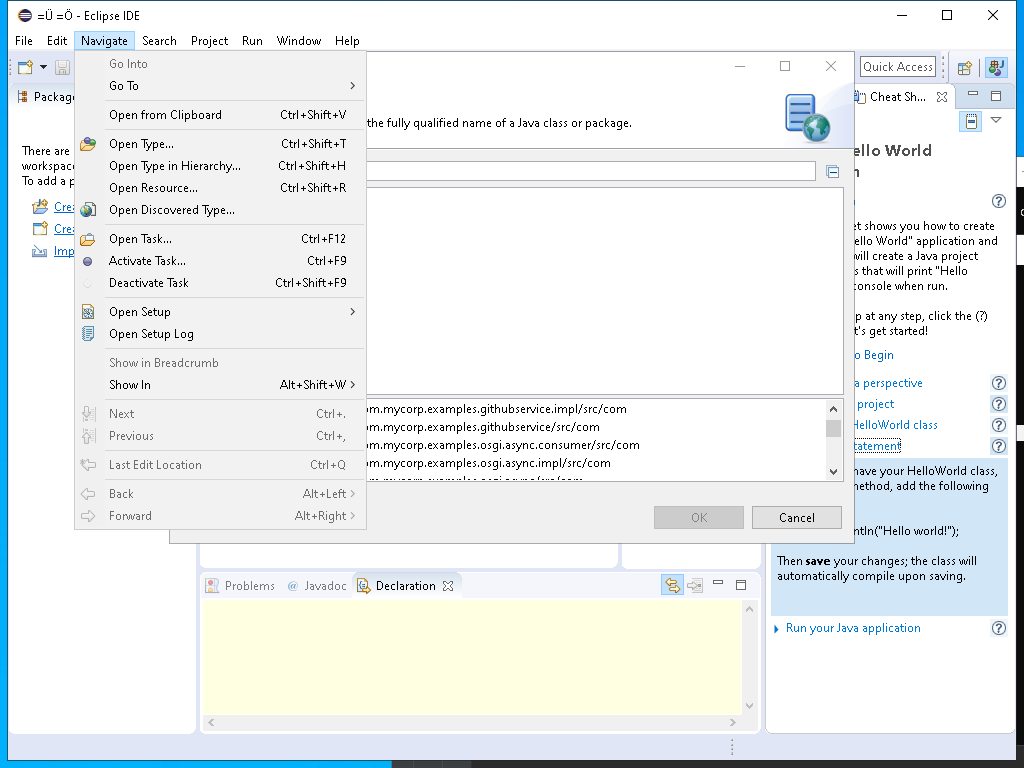 =Ü =Ö - Eclipse IDE
File Edit Navigate Search Project Run Window Help
Quick Access
Go Into
Go To
Open from Clipboard Ctrl+Shift+V
Open Type... Ctrl+Shift+T
Open Type in Hierarchy... Ctrl+Shift+H
Open Resource... Ctrl+Shift+R
Open Discovered Type...
Open Task... Ctrl+F12
Activate Task... Ctrl+F9
Deactivate Task Ctrl+Shift+F9
Open Setup
Open Setup Log
Show in Breadcrumb
Show In Alt+Shift+W
Next Ctrl+.
Previous Ctrl+,
Last Edit Location Ctrl+Q
Back Alt+Left
Forward Alt+Right
Package
There are
workspace
To add a p
Crea
Crea
Imp
the fully qualified name of a Java class or package.
om.mycorp.examples.githubservice.impl/src/com
om.mycorp.examples.githubservice/src/com
om.mycorp.examples.osgi.async.consumer/src/com
om.mycorp.examples.osgi.async.impl/src/com
OK Cancel
Problems @ Javadoc Declaration
Cheat Sh...
ello World
n
et shows you how to create
ello World" application and
will create a Java project
s that will print "Hello
console when run.
p at any step, click the (?)
t's get started!
o Begin
a perspective
project
HelloWorld class
tatement
have your HelloWorld class,
method, add the following
ntln("Hello world!");
Then save your changes; the class will
automatically compile upon saving.
Run your Java application